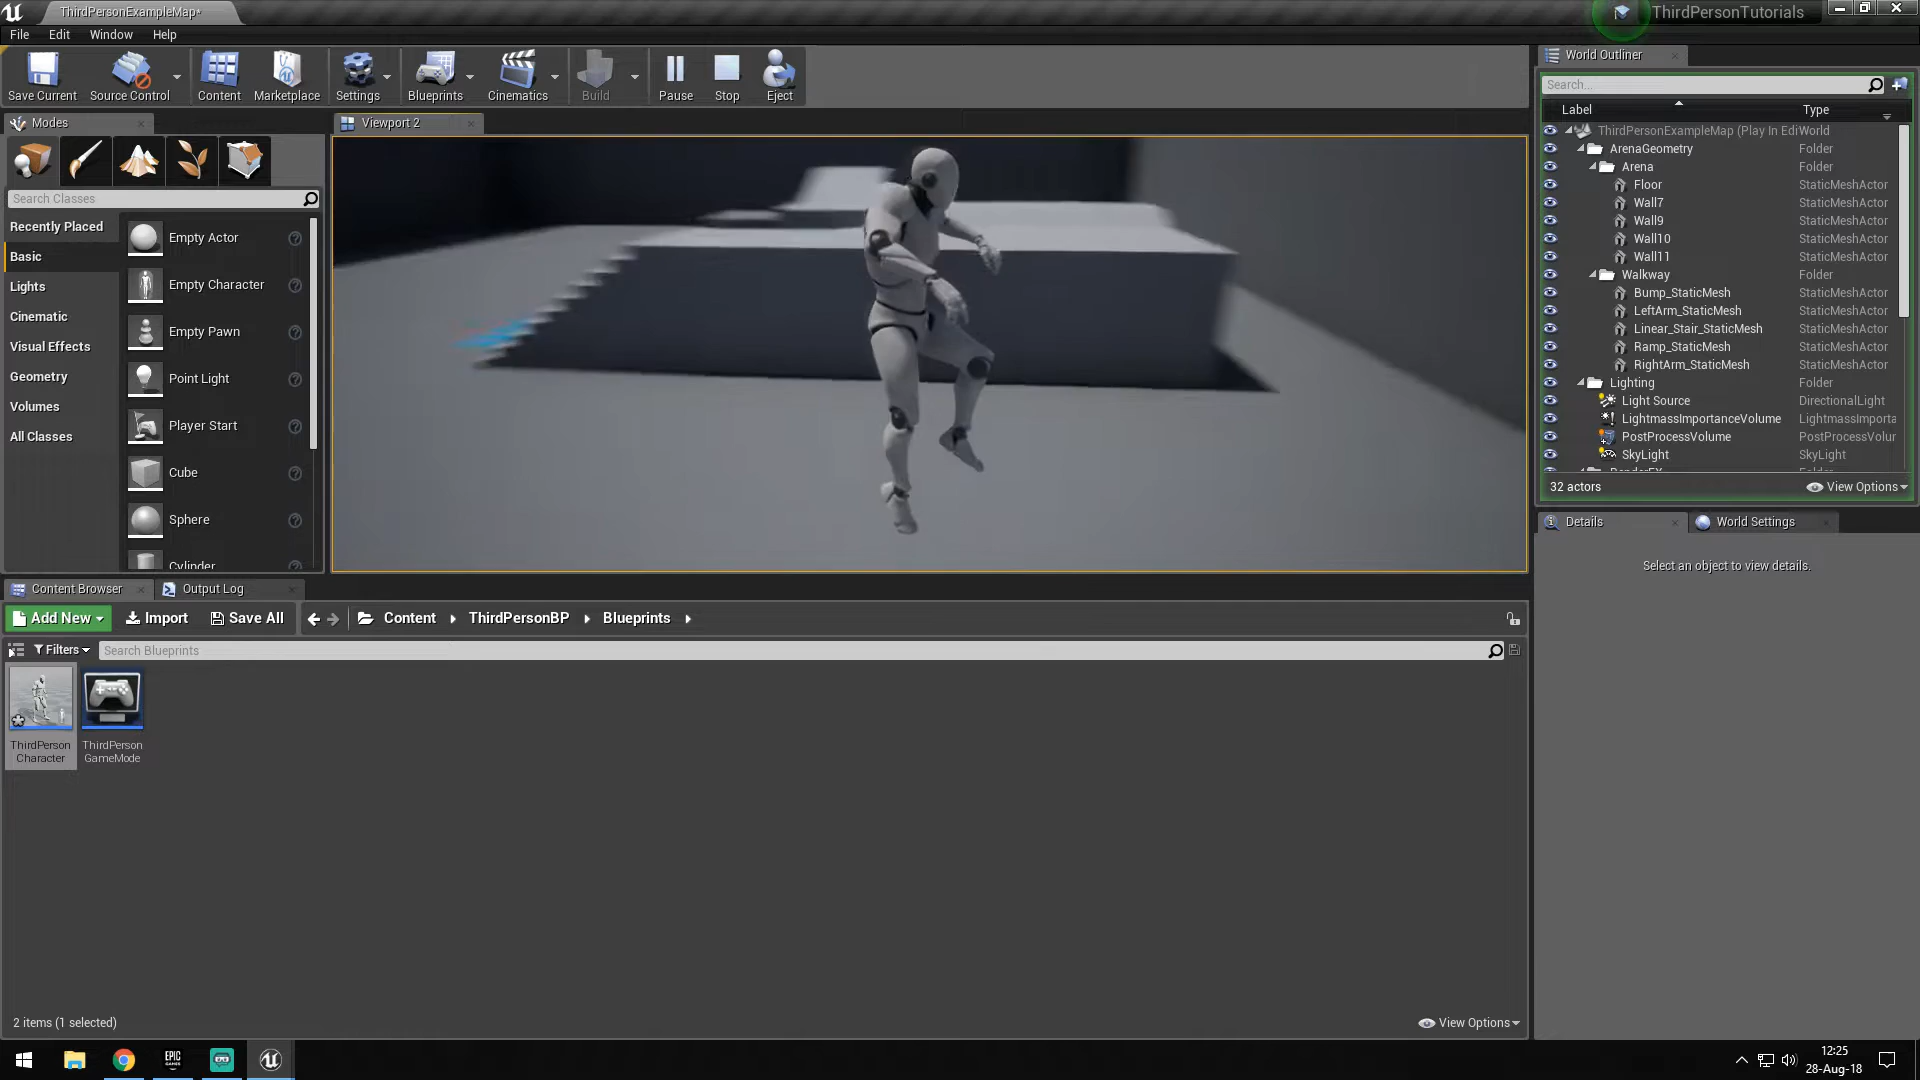 ThirdPersonExampleMap*
ThirdPersonTutorials
File Edit Window Help
Save Current Source Control Content Marketplace Settings Blueprints Cinematics Build Pause Stop Eject
World Outliner
Search...
Label Type
Modes
Viewport 2
ThirdPersonExampleMap (Play In Edi World
ArenaGeometry Folder
Arena Folder
Floor StaticMeshActor
Wall7 StaticMeshActor
Wall9 StaticMeshActor
Wall10 StaticMeshActor
Wall11 StaticMeshActor
Walkway Folder
Bump_StaticMesh StaticMeshActor
LeftArm_StaticMesh StaticMeshActor
Linear_Stair_StaticMesh StaticMeshActor
Ramp_StaticMesh StaticMeshActor
RightArm_StaticMesh StaticMeshActor
Lighting Folder
Light Source DirectionalLight
LightmassImportanceVolume LightmassImporta
PostProcessVolume PostProcessVolur
SkyLight SkyLight
32 actors View Options
Search Classes
Recently Placed
Basic
Lights
Cinematic
Visual Effects
Geometry
Volumes
All Classes
Empty Actor
Empty Character
Empty Pawn
Point Light
Player Start
Cube
Sphere
Cylinder
Details World Settings
Select an object to view details.
Content Browser Output Log
Add New Import Save All Content ThirdPersonBP Blueprints
Filters Search Blueprints
ThirdPerson
Character
ThirdPerson
GameMode
2 items (1 selected) View Options
EPIC
GAMES
12:25
28-Aug-18